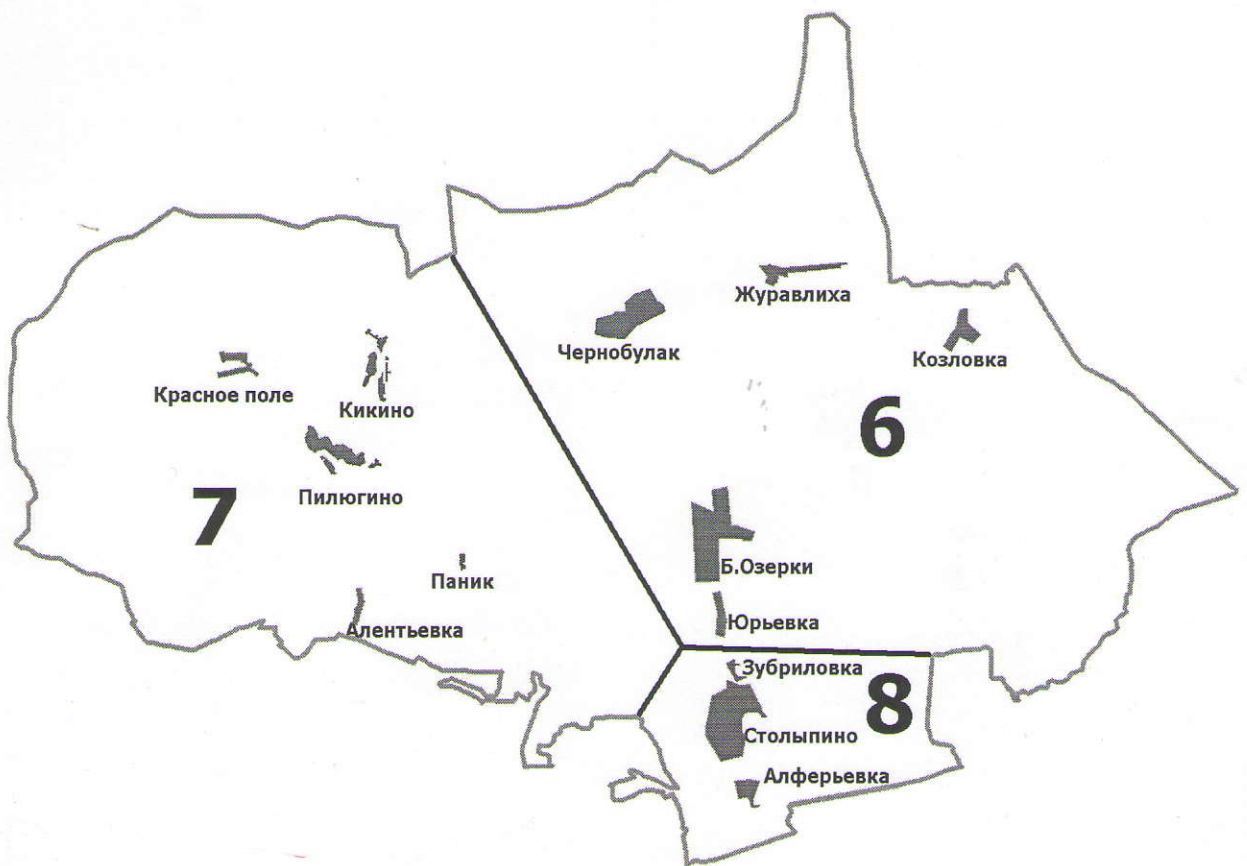 Журавлиха
Чернобулак
Козловка
Красное поле
Кикино
6
Пилюгино
7
Б.Озерки
Паник
Юрьевка
Алентьевка
Зубриловка
8
Столыпино
Алферьевка